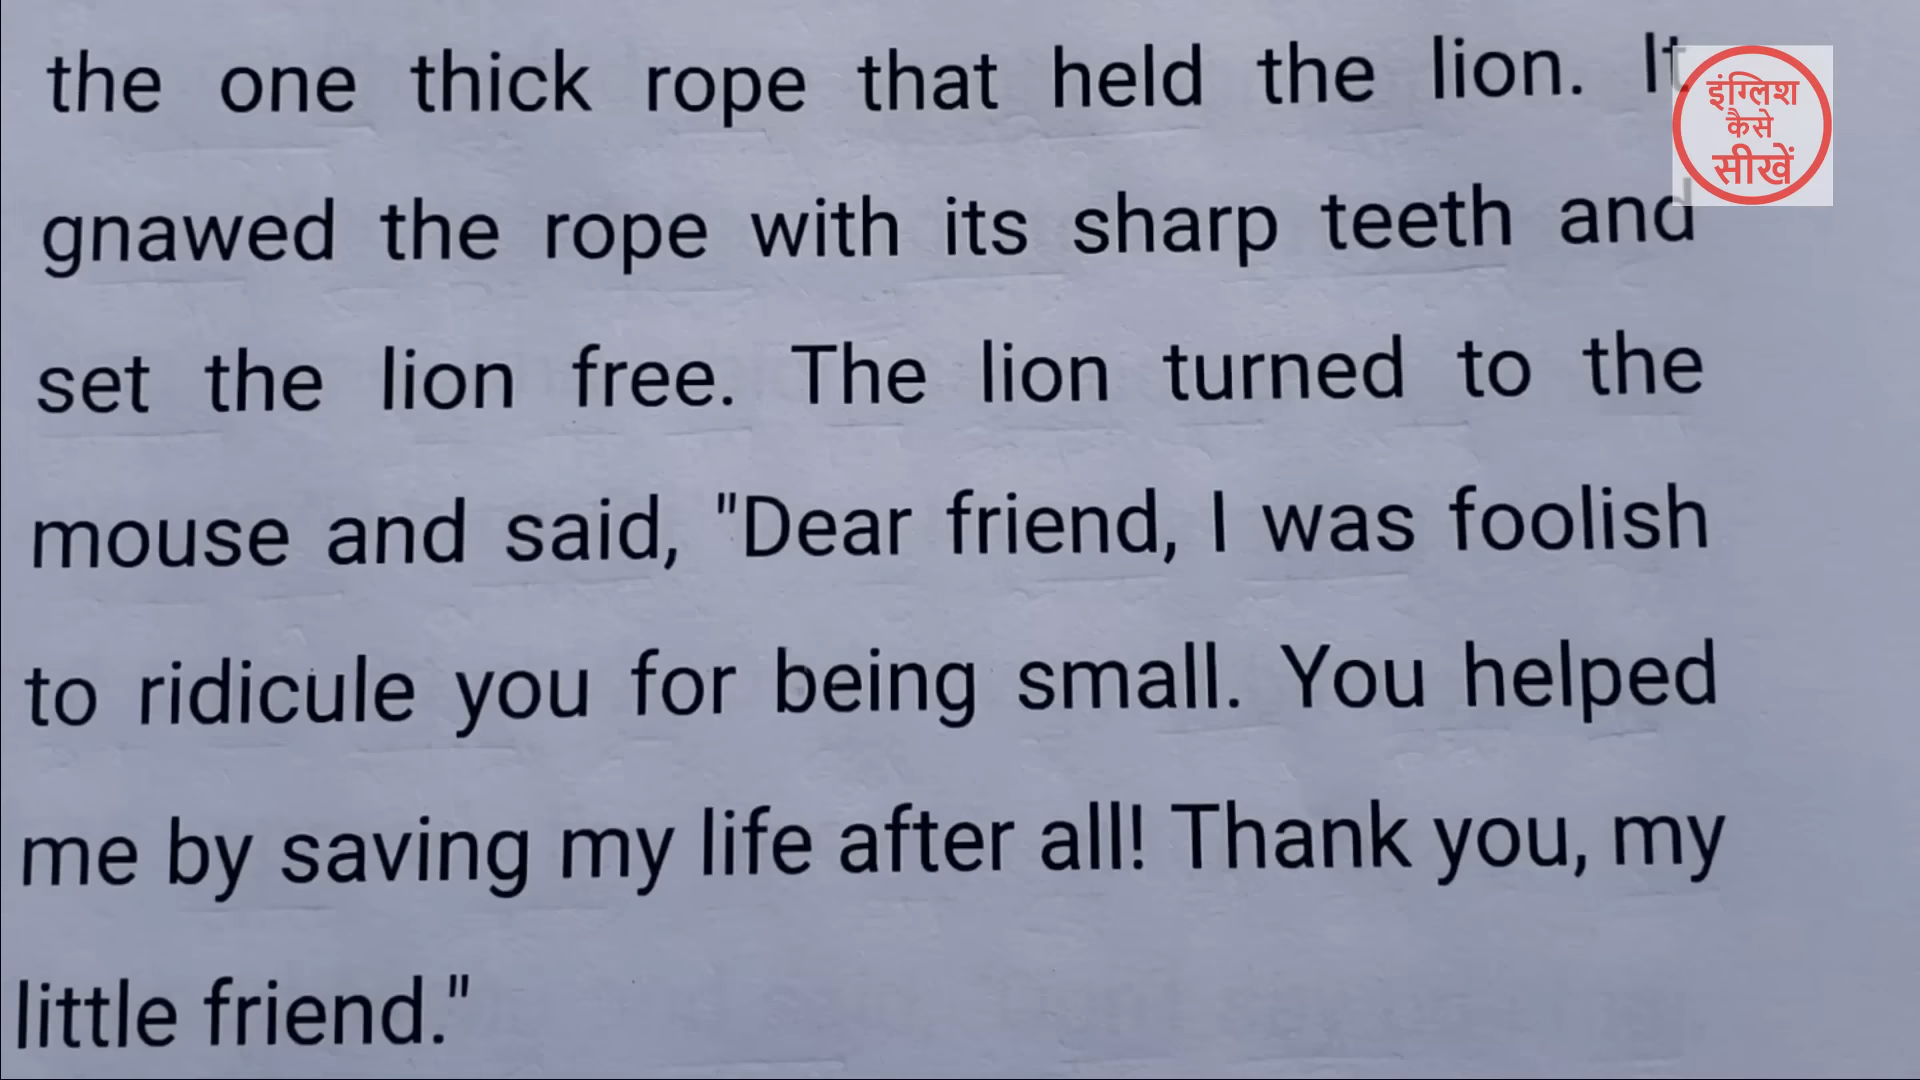 the one thick rope that held the lion. It
gnawed the rope with its sharp teeth and
set the lion free. The lion turned to the
mouse and said, "Dear friend, I was foolish
to ridicule you for being small. You helped
me by saving my life after all! Thank you, my
little friend."
इंग्लिश
कैसे
सीखें